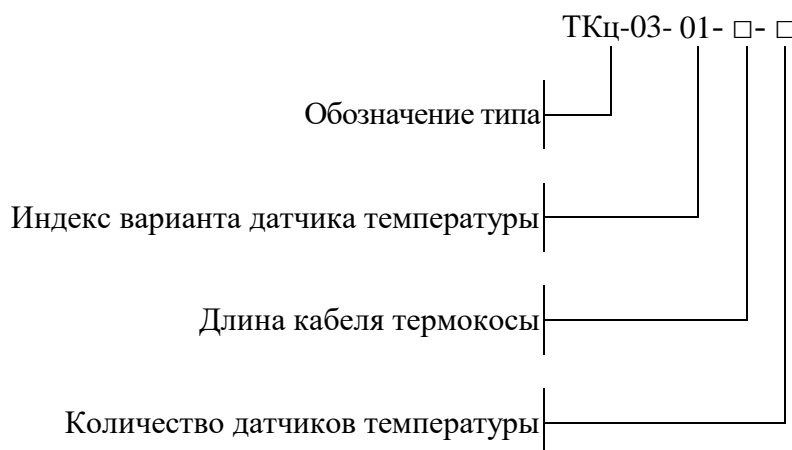 ТКц-03- 01- □- □
Обозначение типа
Индекс варианта датчика температуры
Длина кабеля термокосы
Количество датчиков температуры